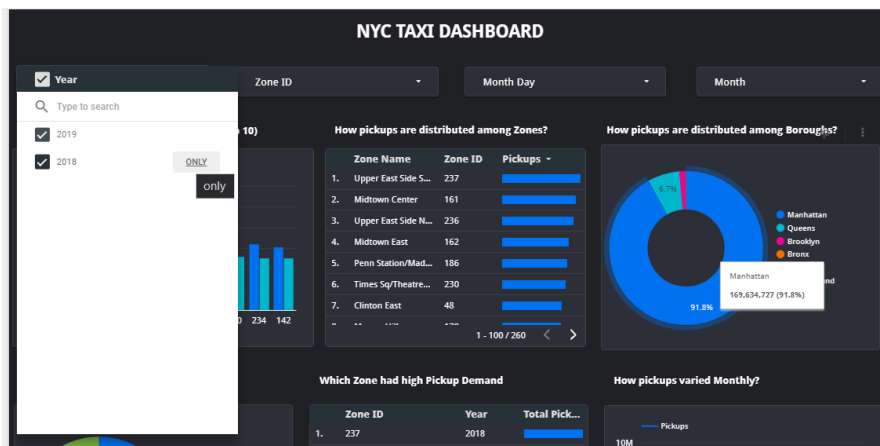 NYC TAXI DASHBOARD
Year
Zone ID
Month Day
Month
Type to search
2019
2018
ONLY
only
10)
How pickups are distributed among Zones?
How pickups are distributed among Boroughs?
Zone Name Zone ID Pickups
1. Upper East Side S... 237
2. Midtown Center 161
3. Upper East Side N... 236
4. Midtown East 162
5. Penn Station/Mad... 186
6. Times Sq/Theatre... 230
7. Clinton East 48
1 - 100 / 260
234 142
6.7%
91.8%
Manhattan
Queens
Brooklyn
Bronx
Manhattan
169,634,727 (91.8%)
Which Zone had high Pickup Demand
How pickups varied Monthly?
Zone ID Year Total Pick...
1. 237 2018
Pickups
10M